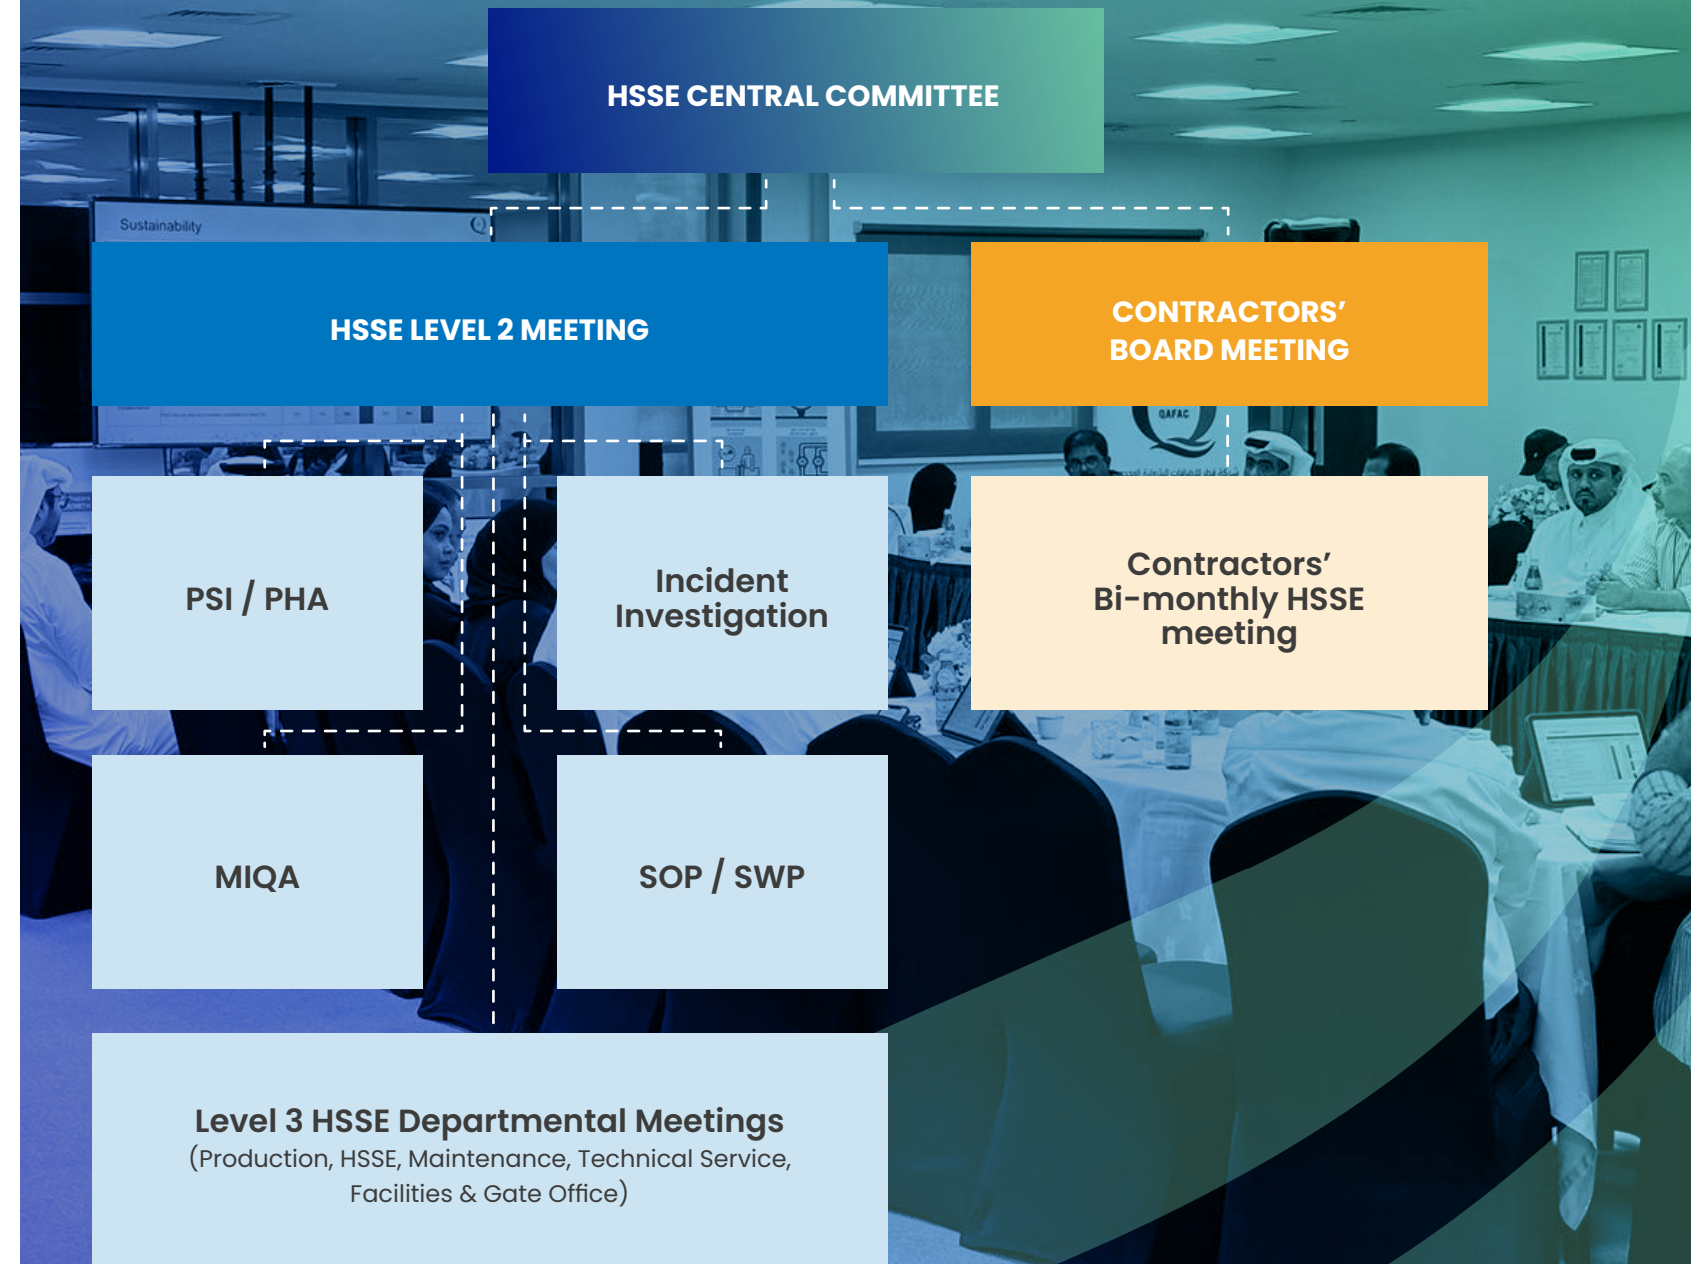 HSSE CENTRAL COMMITTEE
Sustainability
HSSE LEVEL 2 MEETING
CONTRACTORS’
BOARD MEETING
QAFAC
PSI / PHA
Incident
Investigation
Contractors’
Bi-monthly HSSE
meeting
MIQA
SOP / SWP
Level 3 HSSE Departmental Meetings
(Production, HSSE, Maintenance, Technical Service,
Facilities & Gate Office)